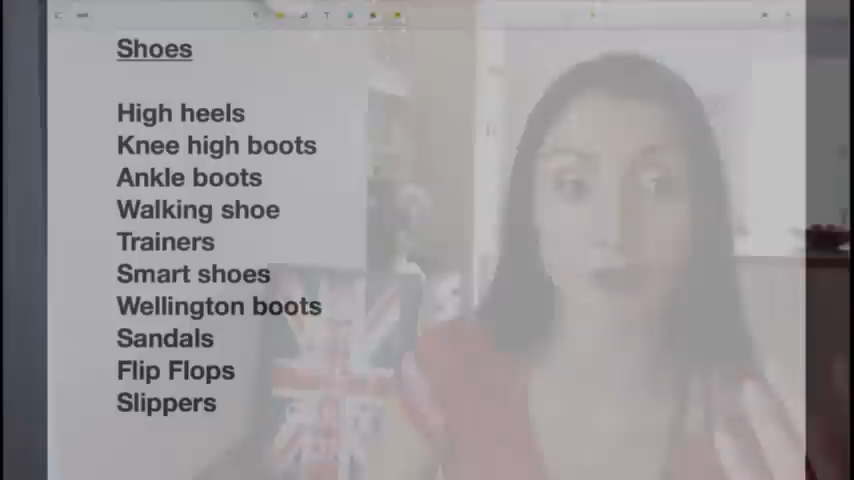 Shoes
High heels
Knee high boots
Ankle boots
Walking shoe
Trainers
Smart shoes
Wellington boots
Sandals
Flip Flops
Slippers